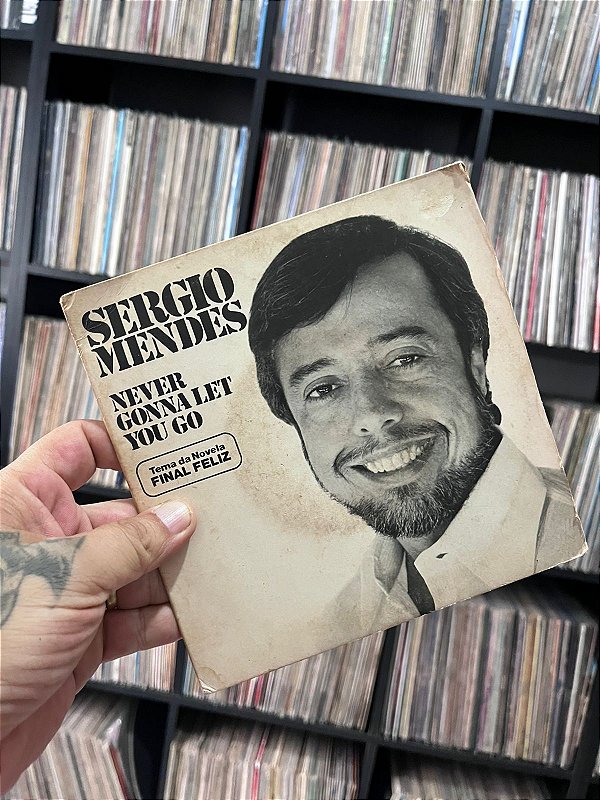 SERGIO
MENDES
NEVER
GONNA LET
YOU GO
Tema da Novela
FINAL FELIZ